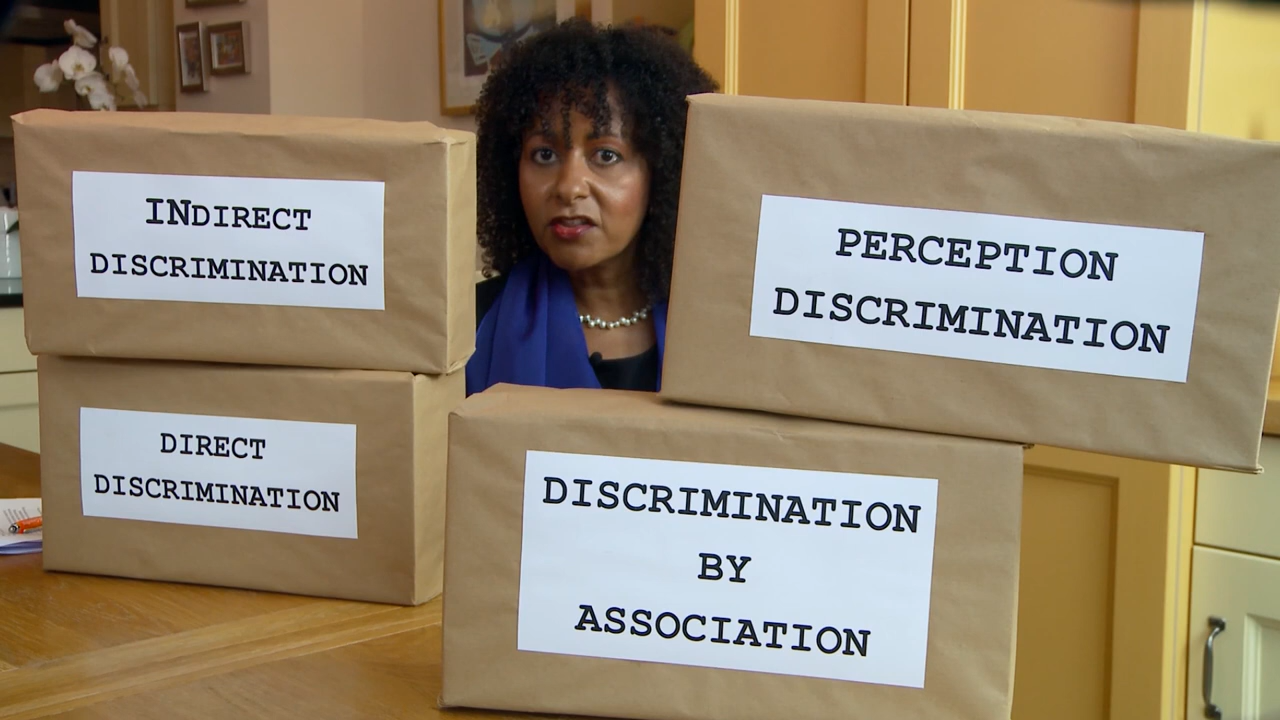 INDIRECT
DISCRIMINATION
DIRECT
DISCRIMINATION
PERCEPTION
DISCRIMINATION
DISCRIMINATION
BY
ASSOCIATION